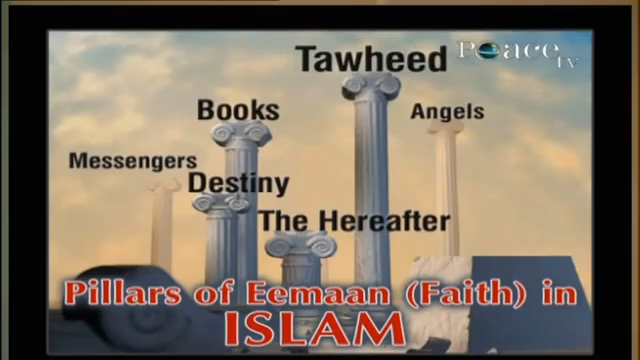 Tawheed
Peace TV
Books
Angels
Messengers
Destiny
The Hereafter
Pillars of Eemaan (Faith) in
ISLAM